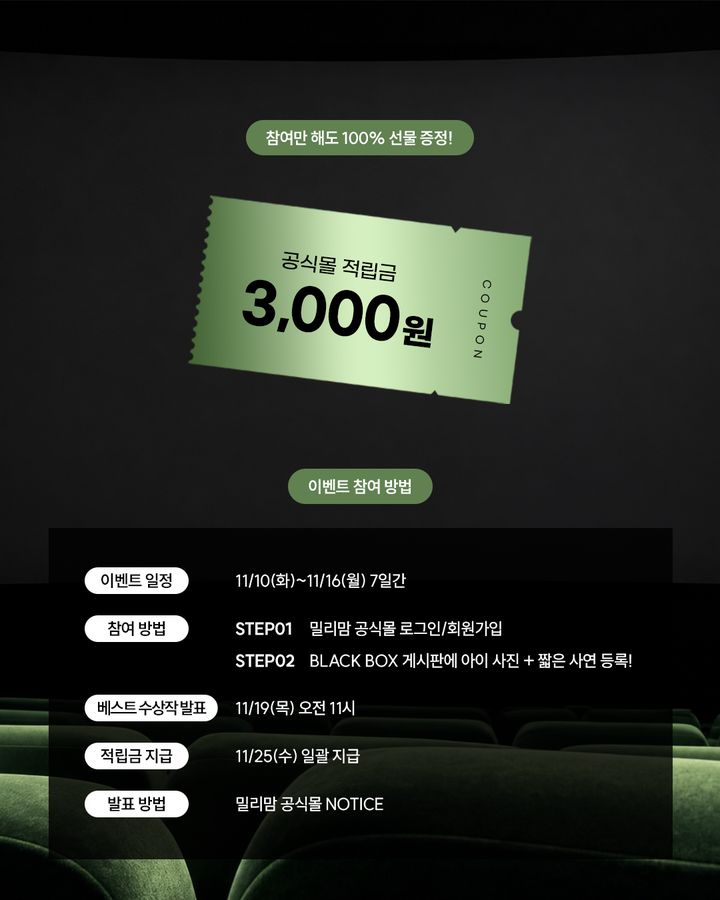 참여만 해도 100% 선물 증정!
공식몰 적립금
3,000원
COUPON
이벤트 참여 방법
이벤트 일정 11/10(화)~11/16(월) 7일간
참여 방법 STEP01 밀리맘 공식몰 로그인/회원가입
STEP02 BLACK BOX 게시판에 아이 사진 + 짧은 사연 등록!
베스트 수상작 발표 11/19(목) 오전 11시
적립금 지급 11/25(수) 일괄 지급
발표 방법 밀리맘 공식몰 NOTICE